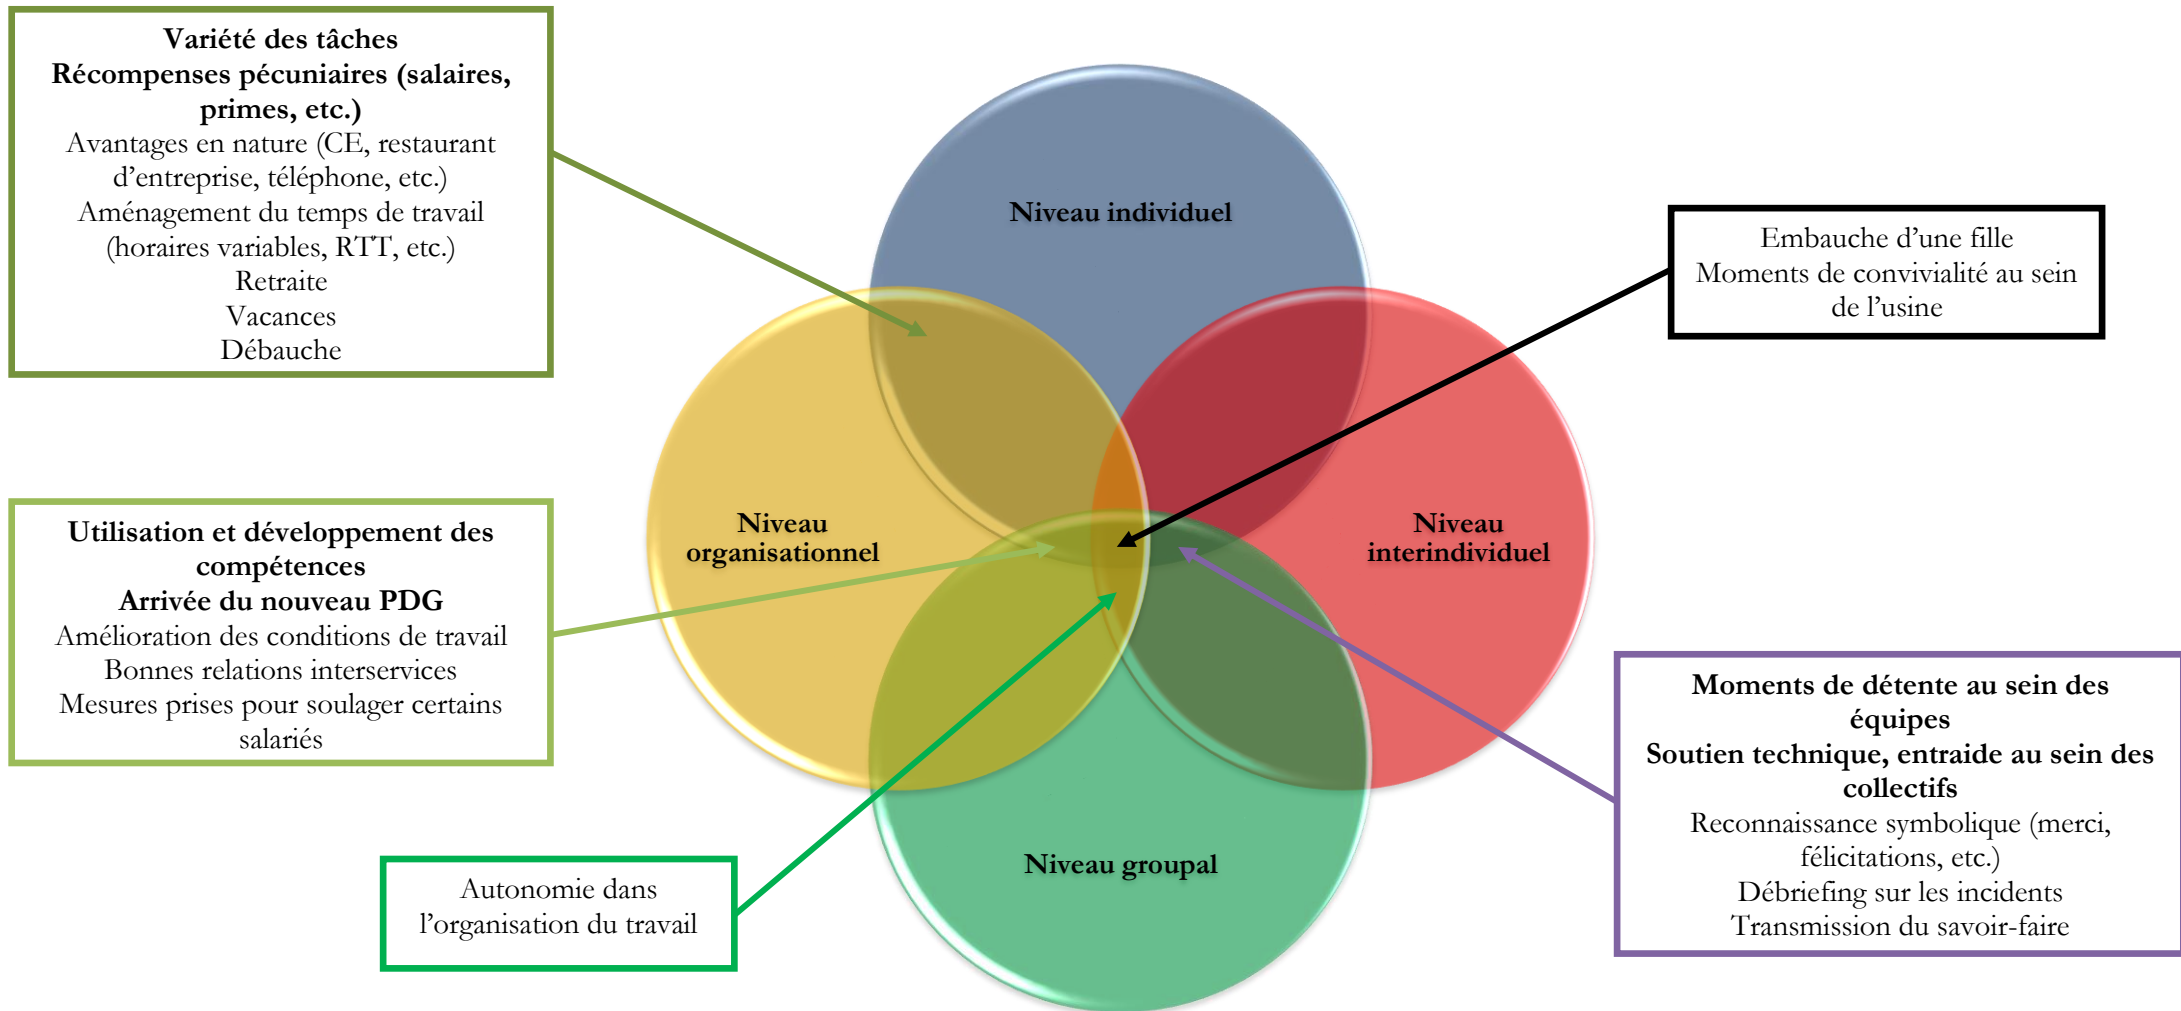 Variété des tâches
Récompenses pécuniaires (salaires,
primes, etc.)
Avantages en nature (CE, restaurant
d’entreprise, téléphone, etc.)
Aménagement du temps de travail
(horaires variables, RTT, etc.)
Retraite
Vacances
Débauche
Niveau individuel
Embauche d’une fille
Moments de convivialité au sein
de l’usine
Utilisation et développement des
compétences
Arrivée du nouveau PDG
Amélioration des conditions de travail
Bonnes relations interservices
Mesures prises pour soulager certains
salariés
Niveau
organisationnel
Niveau
interindividuel
Autonomie dans
l’organisation du travail
Niveau groupal
Moments de détente au sein des
équipes
Soutien technique, entraide au sein des
collectifs
Reconnaissance symbolique (merci,
félicitations, etc.)
Débriefing sur les incidents
Transmission du savoir-faire